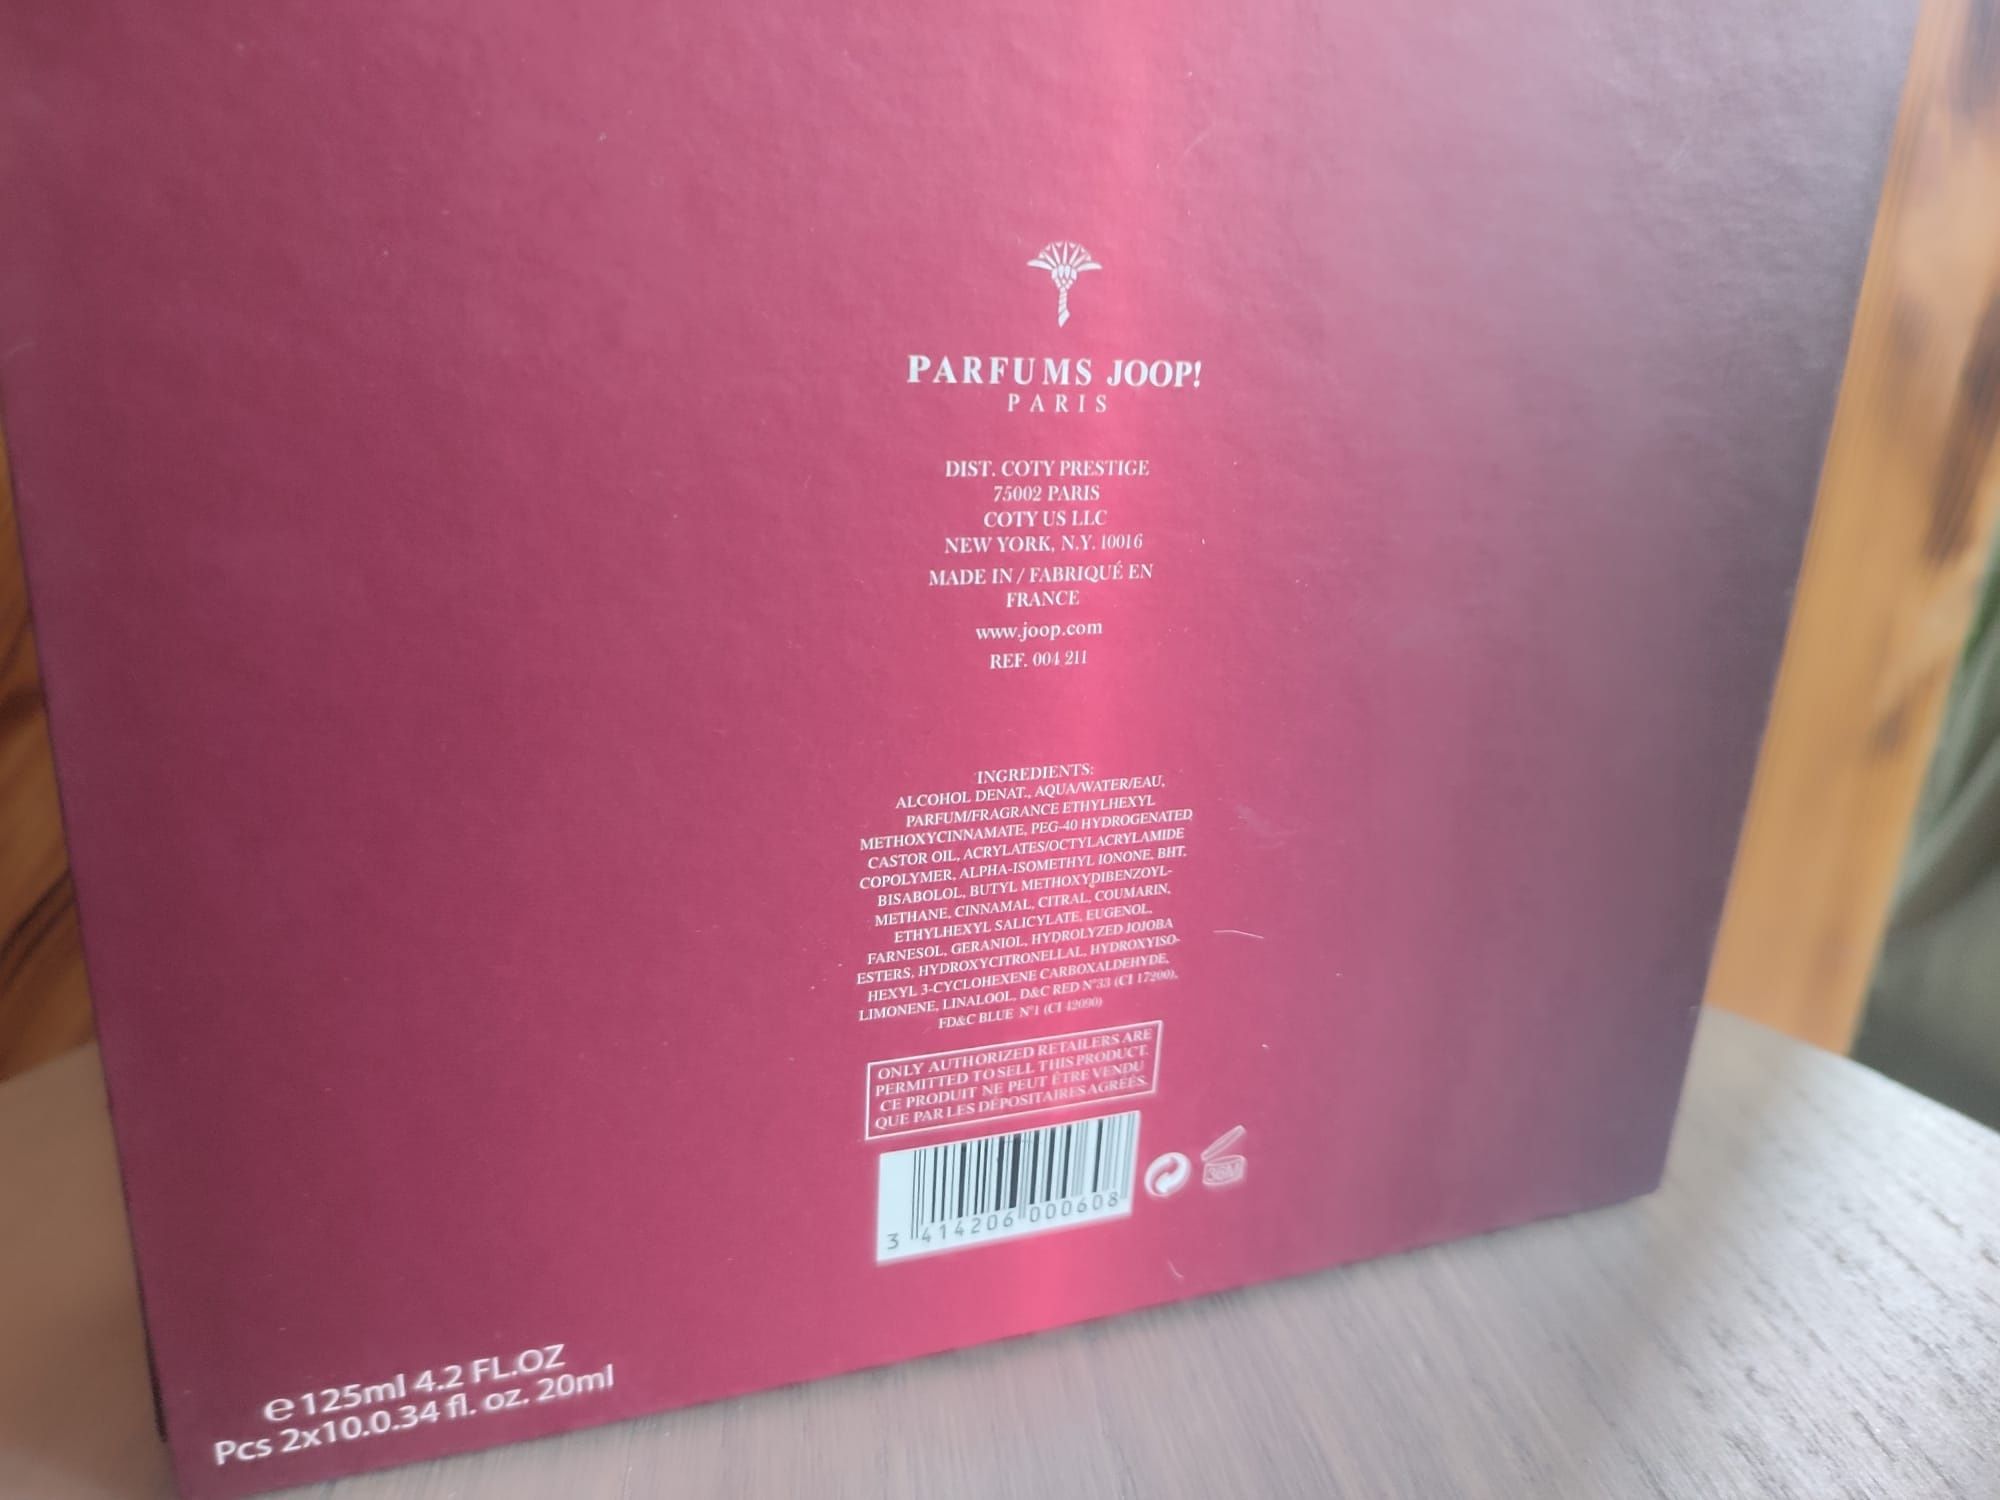 PARFUMS JOOP!
PARIS
DIST. COTY PRESTIGE
75002 PARIS
COTY US LLC
NEW YORK, N.Y. 10016
MADE IN / FABRIQUÉ EN
FRANCE
www.joop.com
REF. 004 211
INGREDIENTS:
ALCOHOL DENAT., AQUA/WATER/EAU,
PARFUM/FRAGRANCE ETHYLHEXYL
METHOXYCINNAMATE, PEG-40 HYDROGENATED
CASTOR OIL, ACRYLATES/OCTYLACRYLAMIDE
COPOLYMER, ALPHA-ISOMETHYL IONONE, BHT.
BISABOLOL, BUTYL METHOXYDIBENZOYL-
METHANE, CINNAMAL, CITRAL, COUMARIN,
ETHYLHEXYL SALICYLATE, EUGENOL,
FARNESOL, GERANIOL, HYDROLYZED JOJOBA
ESTERS, HYDROXYCITRONELLAL, HYDROXYISO-
HEXYL 3-CYCLOHEXENE CARBOXALDEHYDE,
LIMONENE, LINALOOL, D&C RED N°33 (CI 17200),
FD&C BLUE N°1 (CI 42090)
ONLY AUTHORIZED RETAILERS ARE
PERMITTED TO SELL THIS PRODUCT.
CE PRODUIT NE PEUT ÊTRE VENDU
QUE PAR LES DÉPOSITAIRES AGRÉÉS.
3 414206 000608
36M
e 125ml 4.2 FL.OZ
Pcs 2x10.0.34 fl. oz. 20ml